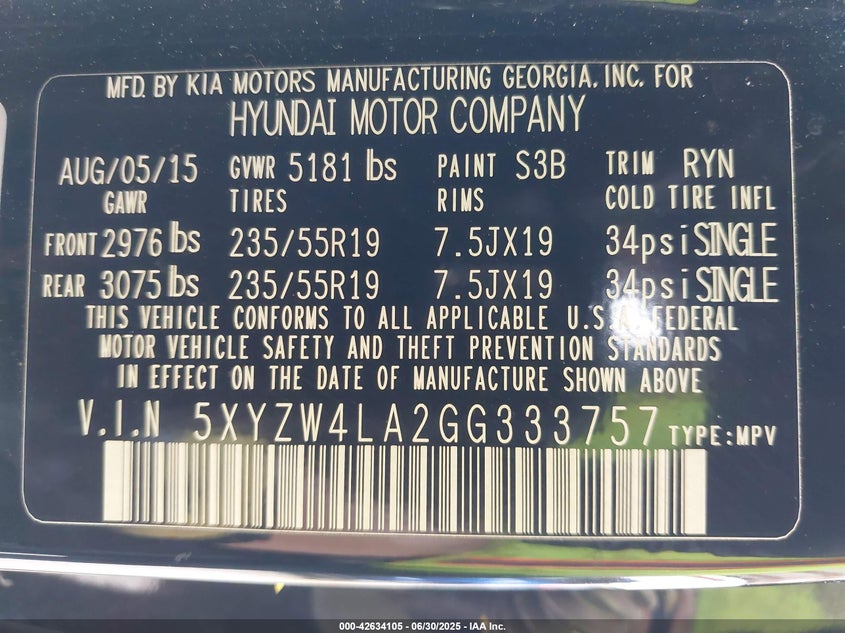 MFD. BY KIA MOTORS MANUFACTURING GEORGIA, INC. FOR
HYUNDAI MOTOR COMPANY
AUG/05/15 GVWR 5181 lbs PAINT S3B TRIM RYN
GAWR TIRES RIMS COLD TIRE INFL
FRONT 2976 lbs 235/55R19 7.5JX19 34psi SINGLE
REAR 3075 lbs 235/55R19 7.5JX19 34psi SINGLE
THIS VEHICLE CONFORMS TO ALL APPLICABLE U.S.A. FEDERAL
MOTOR VEHICLE SAFETY AND THEFT PREVENTION STANDARDS
IN EFFECT ON THE DATE OF MANUFACTURE SHOWN ABOVE
V.I.N 5XYZW4LA2GG333757 TYPE:MPV
000-42634105 - 06/30/2025 - IAA Inc.